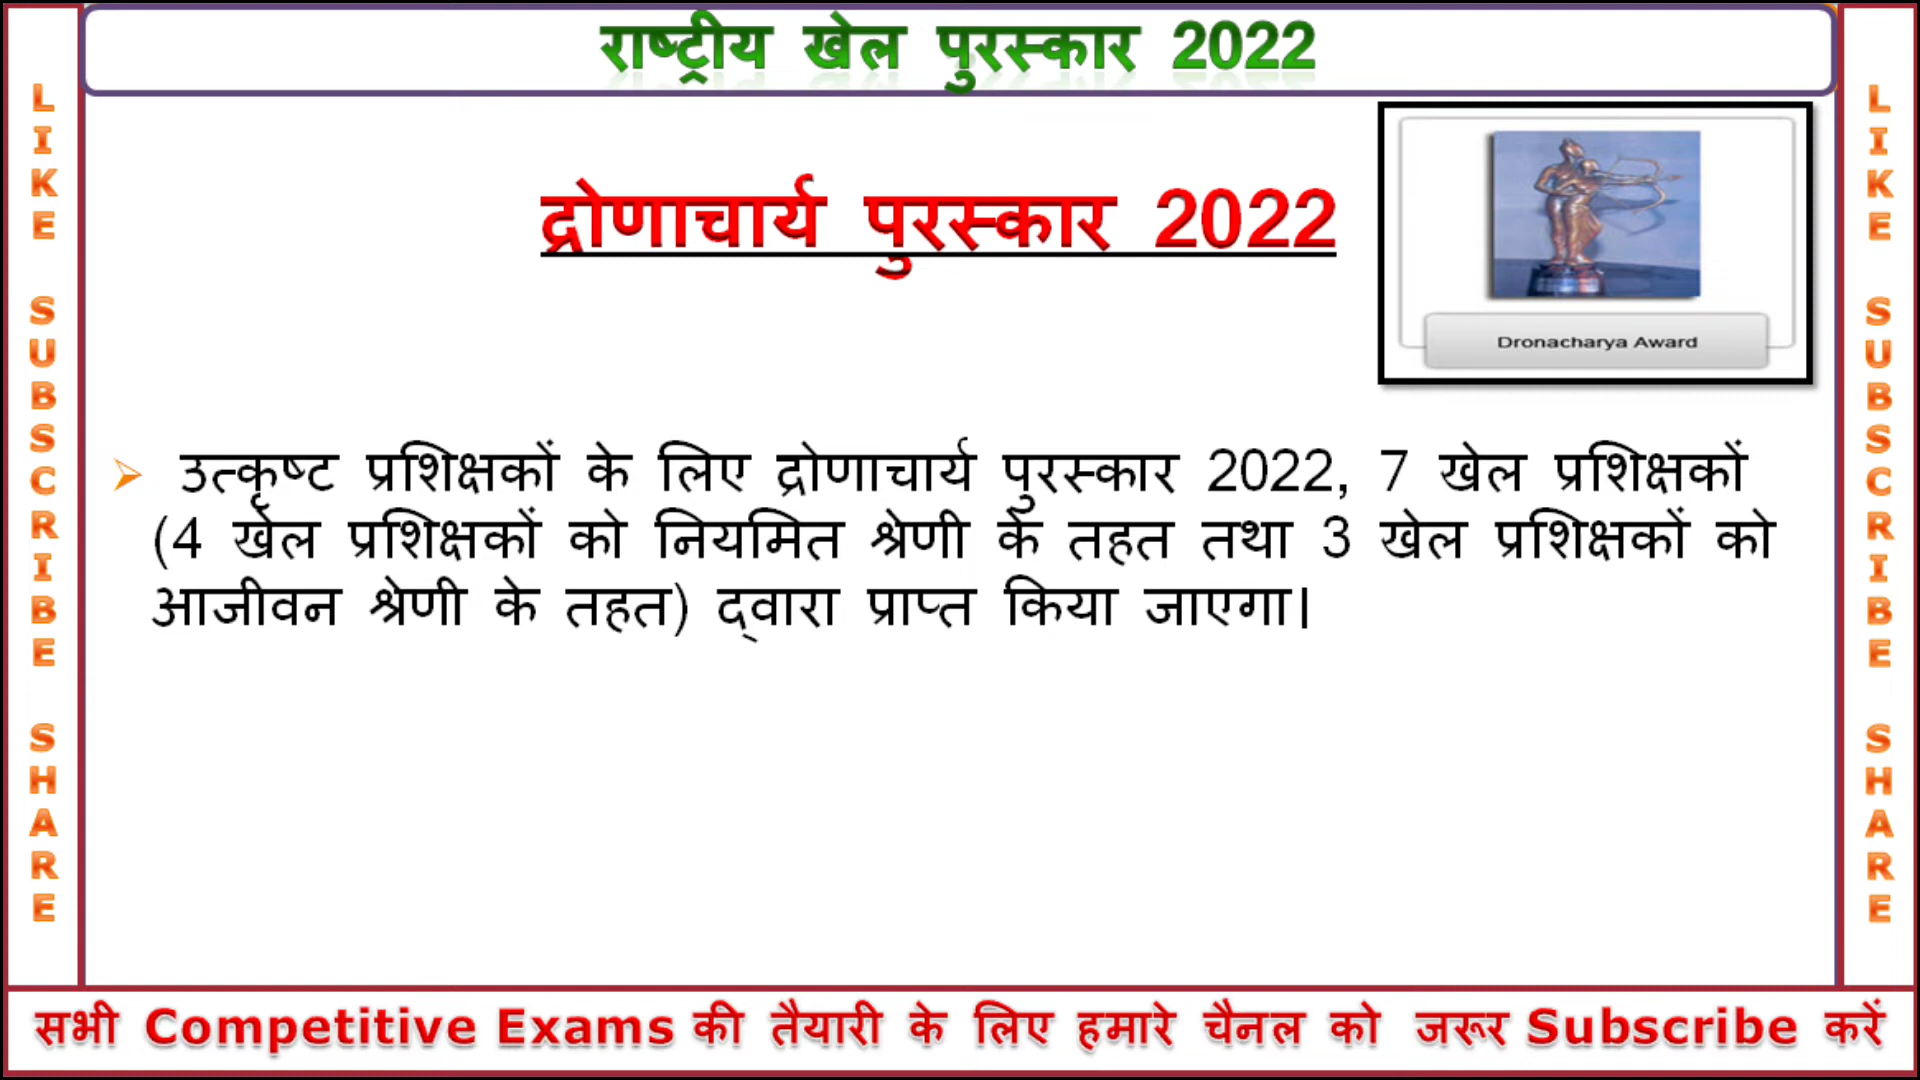 राष्ट्रीय खेल पुरस्कार 2022
द्रोणाचार्य पुरस्कार 2022
Dronacharya Award
➢ उत्कृष्ट प्रशिक्षकों के लिए द्रोणाचार्य पुरस्कार 2022, 7 खेल प्रशिक्षकों
(4 खेल प्रशिक्षकों को नियमित श्रेणी के तहत तथा 3 खेल प्रशिक्षकों को
आजीवन श्रेणी के तहत) द्वारा प्राप्त किया जाएगा।
LIKE SUBSCRIBE SHARE
LIKE SUBSCRIBE SHARE
सभी Competitive Exams की तैयारी के लिए हमारे चैनल को जरूर Subscribe करें